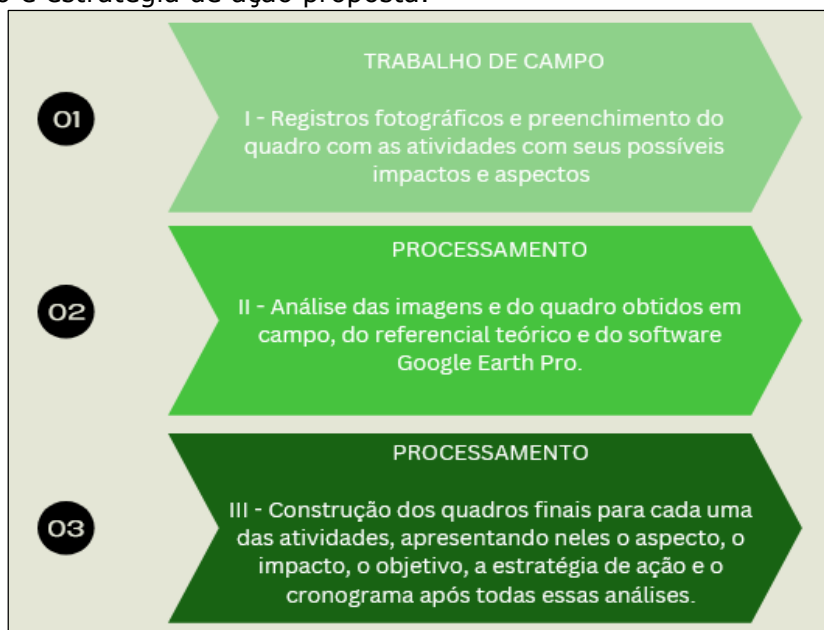 e estratégia de ação proposta.
TRABALHO DE CAMPO
01
I - Registros fotográficos e preenchimento do
quadro com as atividades com seus possíveis
impactos e aspectos
PROCESSAMENTO
02
II - Análise das imagens e do quadro obtidos em
campo, do referencial teórico e do software
Google Earth Pro.
PROCESSAMENTO
03
III - Construção dos quadros finais para cada uma
das atividades, apresentando neles o aspecto, o
impacto, o objetivo, a estratégia de ação e o
cronograma após todas essas análises.